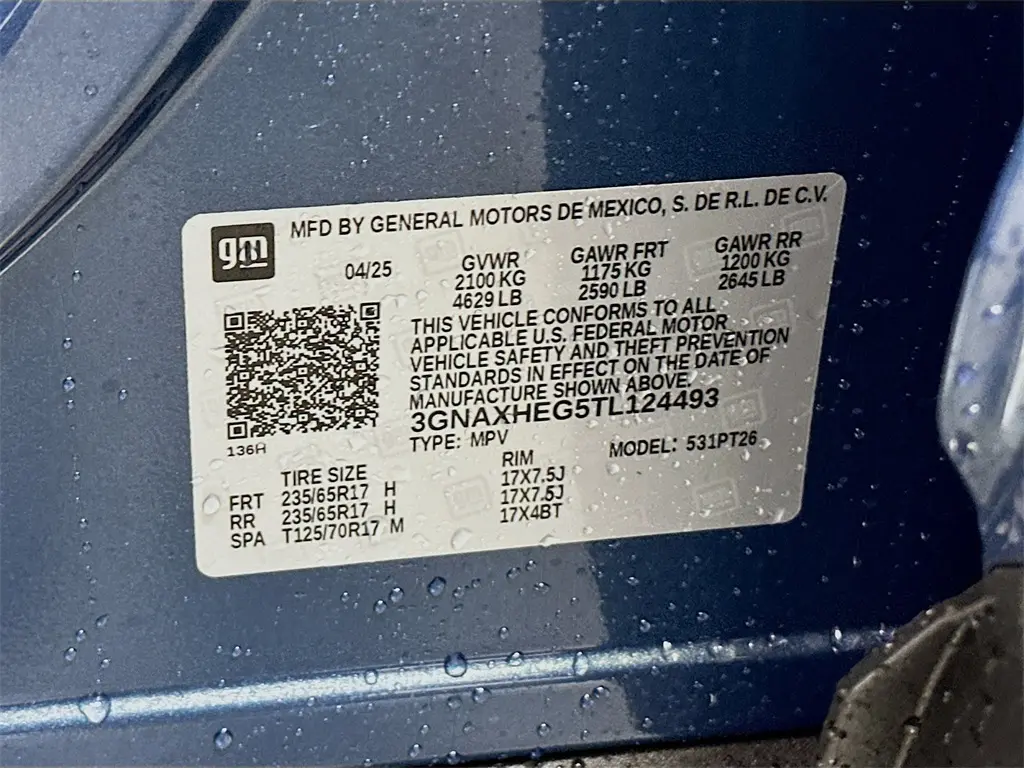 gm
MFD BY GENERAL MOTORS DE MEXICO, S. DE R.L. DE C.V.
04/25
GVWR GAWR FRT GAWR RR
2100 KG 1175 KG 1200 KG
4629 LB 2590 LB 2645 LB
THIS VEHICLE CONFORMS TO ALL
APPLICABLE U.S. FEDERAL MOTOR
VEHICLE SAFETY AND THEFT PREVENTION
STANDARDS IN EFFECT ON THE DATE OF
MANUFACTURE SHOWN ABOVE.
3GNAXHEG5TL124493
136H
TYPE: MPV MODEL: 531PT26
TIRE SIZE RIM
FRT 235/65R17 H 17X7.5J
RR 235/65R17 H 17X7.5J
SPA T125/70R17 M 17X4BT